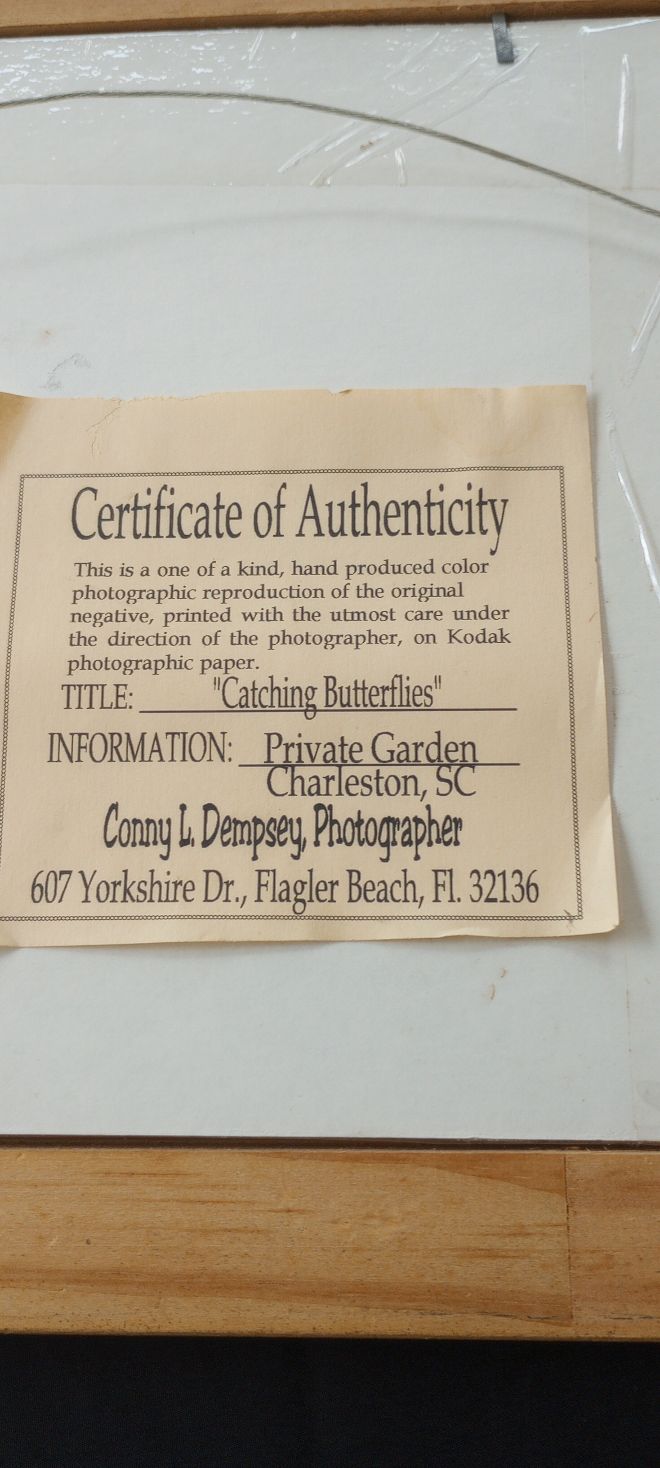 Certificate of Authenticity
This is a one of a kind, hand produced color
photographic reproduction of the original
negative, printed with the utmost care under
the direction of the photographer, on Kodak
photographic paper.
TITLE: "Catching Butterflies"
INFORMATION: Private Garden
Charleston, SC
Conny L. Dempsey, Photographer
607 Yorkshire Dr., Flagler Beach, Fl. 32136